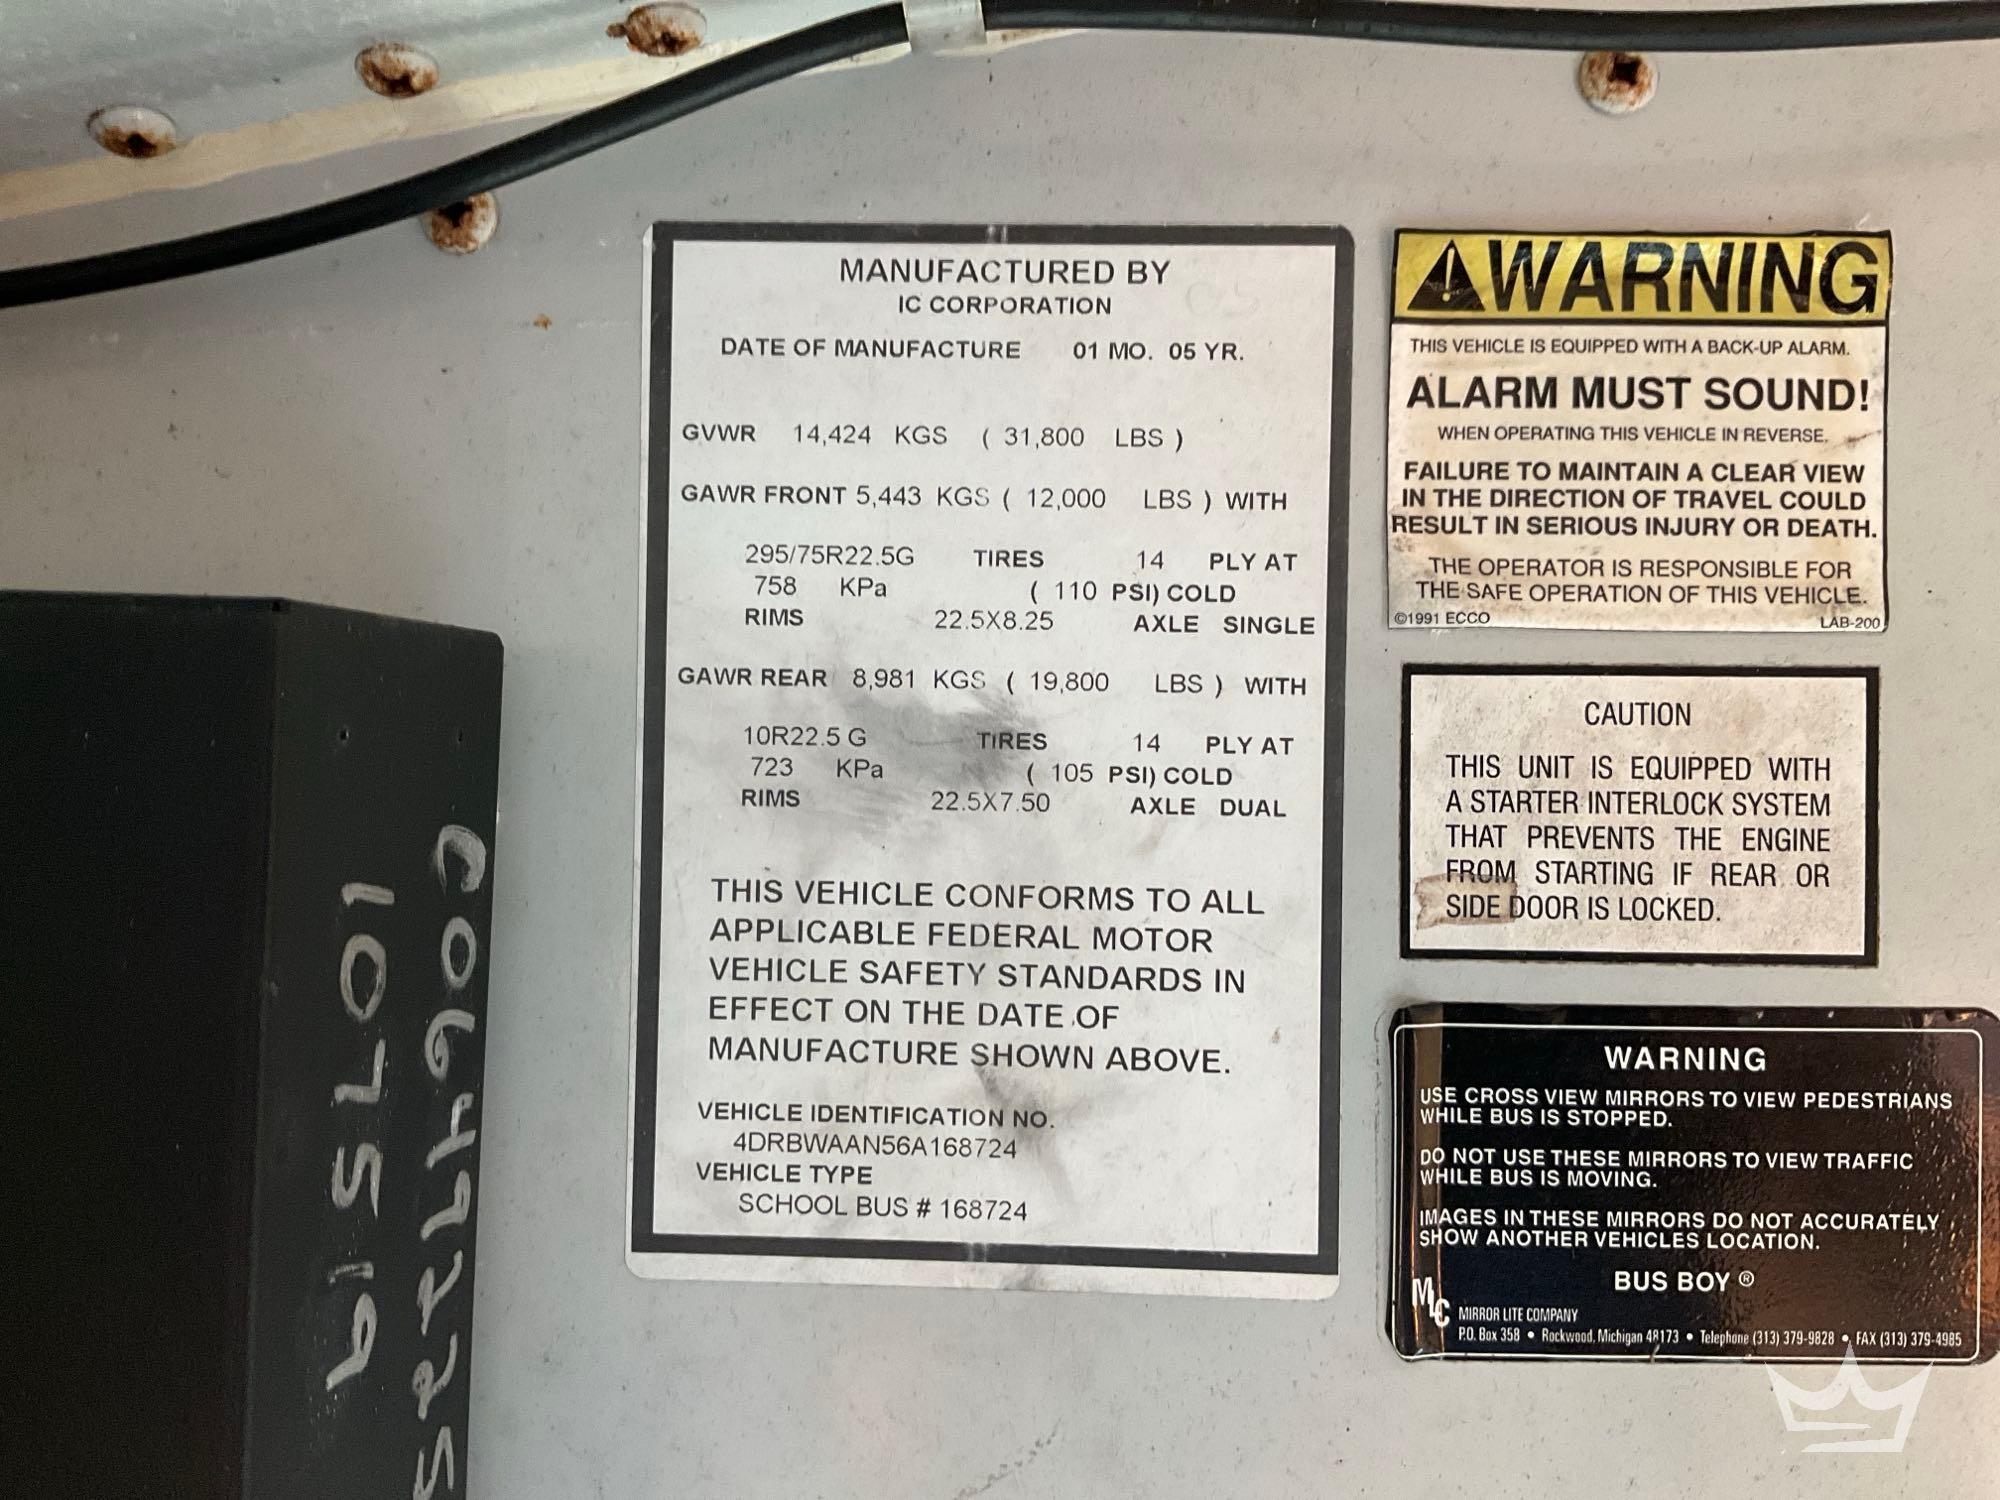 MANUFACTURED BY
IC CORPORATION
DATE OF MANUFACTURE 01 MO. 05 YR.
GVWR 14,424 KGS ( 31,800 LBS )
GAWR FRONT 5,443 KGS ( 12,000 LBS ) WITH
295/75R22.5G TIRES 14 PLY AT
758 KPa ( 110 PSI) COLD
RIMS 22.5X8.25 AXLE SINGLE
GAWR REAR 8,981 KGS ( 19,800 LBS ) WITH
10R22.5 G TIRES 14 PLY AT
723 KPa ( 105 PSI) COLD
RIMS 22.5X7.50 AXLE DUAL
THIS VEHICLE CONFORMS TO ALL
APPLICABLE FEDERAL MOTOR
VEHICLE SAFETY STANDARDS IN
EFFECT ON THE DATE OF
MANUFACTURE SHOWN ABOVE.
VEHICLE IDENTIFICATION NO.
4DRBWAAN56A168724
VEHICLE TYPE
SCHOOL BUS # 168724
WARNING
THIS VEHICLE IS EQUIPPED WITH A BACK-UP ALARM.
ALARM MUST SOUND!
WHEN OPERATING THIS VEHICLE IN REVERSE.
FAILURE TO MAINTAIN A CLEAR VIEW
IN THE DIRECTION OF TRAVEL COULD
RESULT IN SERIOUS INJURY OR DEATH.
THE OPERATOR IS RESPONSIBLE FOR
THE SAFE OPERATION OF THIS VEHICLE.
©1991 ECCO LAB-200
CAUTION
THIS UNIT IS EQUIPPED WITH
A STARTER INTERLOCK SYSTEM
THAT PREVENTS THE ENGINE
FROM STARTING IF REAR OR
SIDE DOOR IS LOCKED.
WARNING
USE CROSS VIEW MIRRORS TO VIEW PEDESTRIANS
WHILE BUS IS STOPPED.
DO NOT USE THESE MIRRORS TO VIEW TRAFFIC
WHILE BUS IS MOVING.
IMAGES IN THESE MIRRORS DO NOT ACCURATELY
SHOW ANOTHER VEHICLES LOCATION.
BUS BOY ®
MLC MIRROR LITE COMPANY
P.O. Box 358 • Rockwood, Michigan 48173 • Telephone (313) 379-9828 • FAX (313) 379-4985